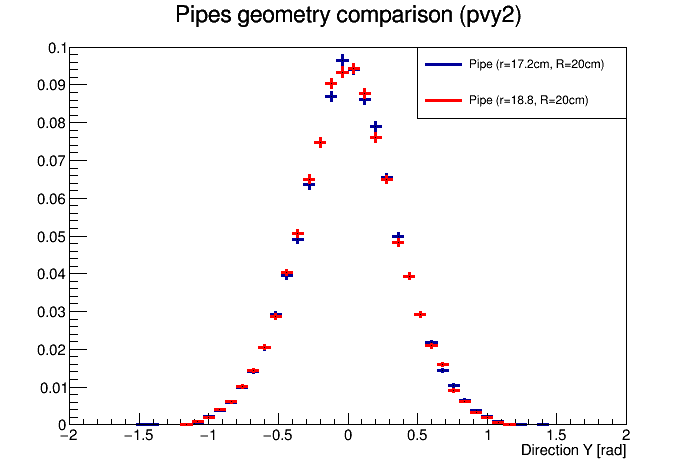 Pipes geometry comparison (pvy2)
Pipe (r=17.2cm, R=20cm)
Pipe (r=18.8, R=20cm)
0.1
0.09
0.08
0.07
0.06
0.05
0.04
0.03
0.02
0.01
0
−2 −1.5 −1 −0.5 0 0.5 1 1.5 2
Direction Y [rad]